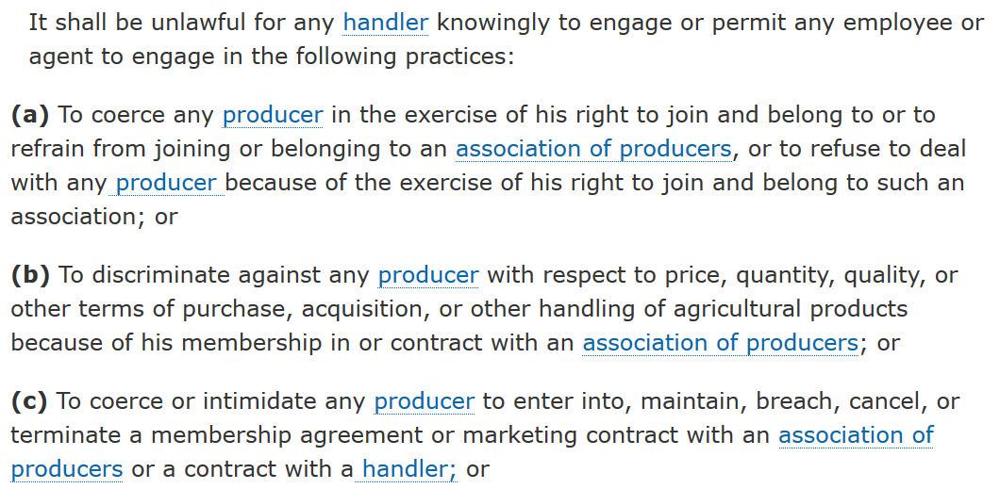 It shall be unlawful for any handler knowingly to engage or permit any employee or
agent to engage in the following practices:
(a) To coerce any producer in the exercise of his right to join and belong to or to
refrain from joining or belonging to an association of producers, or to refuse to deal
with any producer because of the exercise of his right to join and belong to such an
association; or
(b) To discriminate against any producer with respect to price, quantity, quality, or
other terms of purchase, acquisition, or other handling of agricultural products
because of his membership in or contract with an association of producers; or
(c) To coerce or intimidate any producer to enter into, maintain, breach, cancel, or
terminate a membership agreement or marketing contract with an association of
producers or a contract with a handler; or